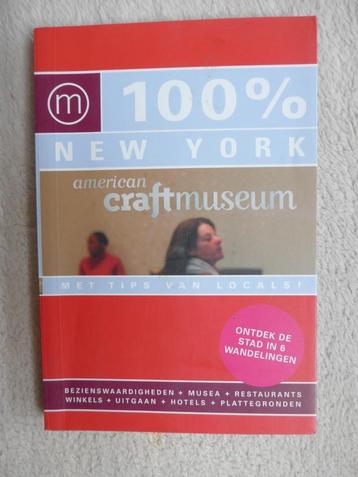 m
100%
NEW YORK
american
craftmuseum
MET TIPS VAN LOCALS!
ONTDEK DE
STAD IN 6
WANDELINGEN
BEZIENSWAARDIGHEDEN + MUSEA + RESTAURANTS
WINKELS + UITGAAN + HOTELS + PLATTEGRONDEN